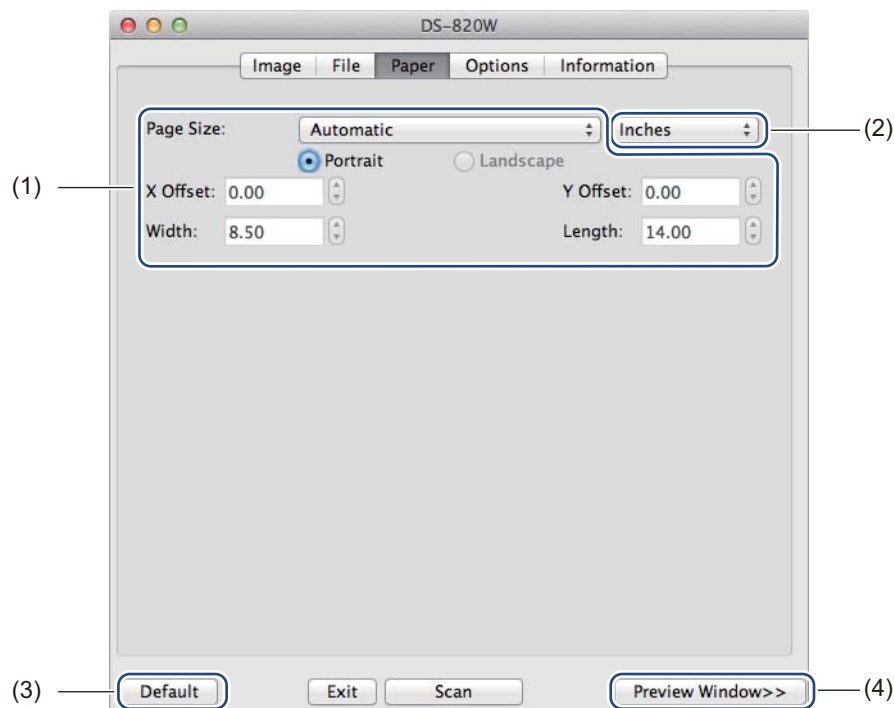 DS-820W
Image File Paper Options Information
Page Size: Automatic Inches (2)
Portrait Landscape
(1) X Offset: 0.00 Y Offset: 0.00
Width: 8.50 Length: 14.00
(3) Default Exit Scan Preview Window>> (4)